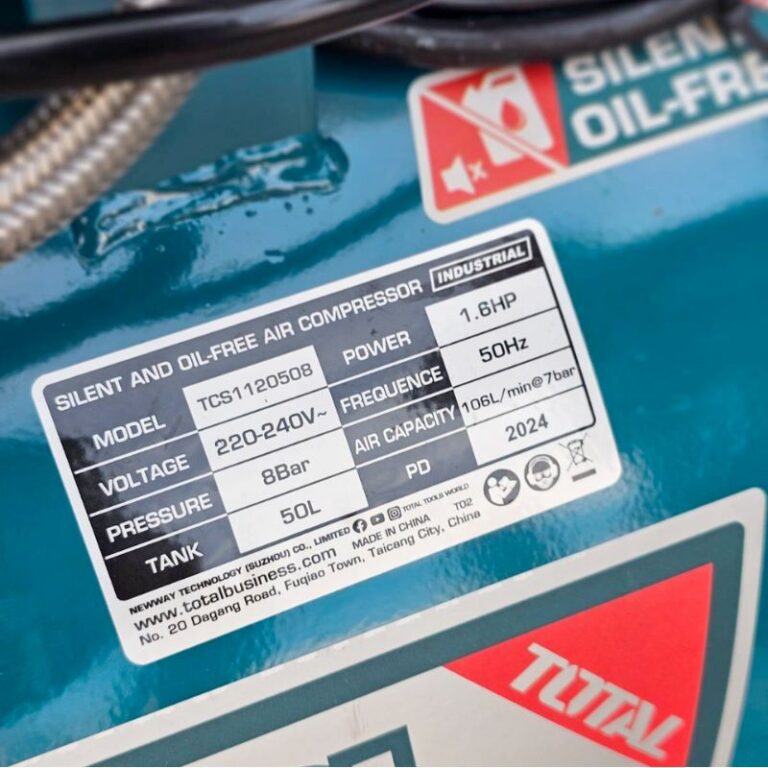 SILENT
OIL-FREE
SILENT AND OIL-FREE AIR COMPRESSOR INDUSTRIAL
MODEL TCS1120508 POWER 1.6HP
VOLTAGE 220-240V~ FREQUENCE 50Hz
PRESSURE 8Bar AIR CAPACITY 106L/min@7bar
TANK 50L PD 2024
NEWWAY TECHNOLOGY (SUZHOU) CO., LIMITED TOTAL TOOLS WORLD
www.totalbusiness.com MADE IN CHINA T02
No. 20 Dagang Road, Fuqiao Town, Taicang City, China
TOTAL